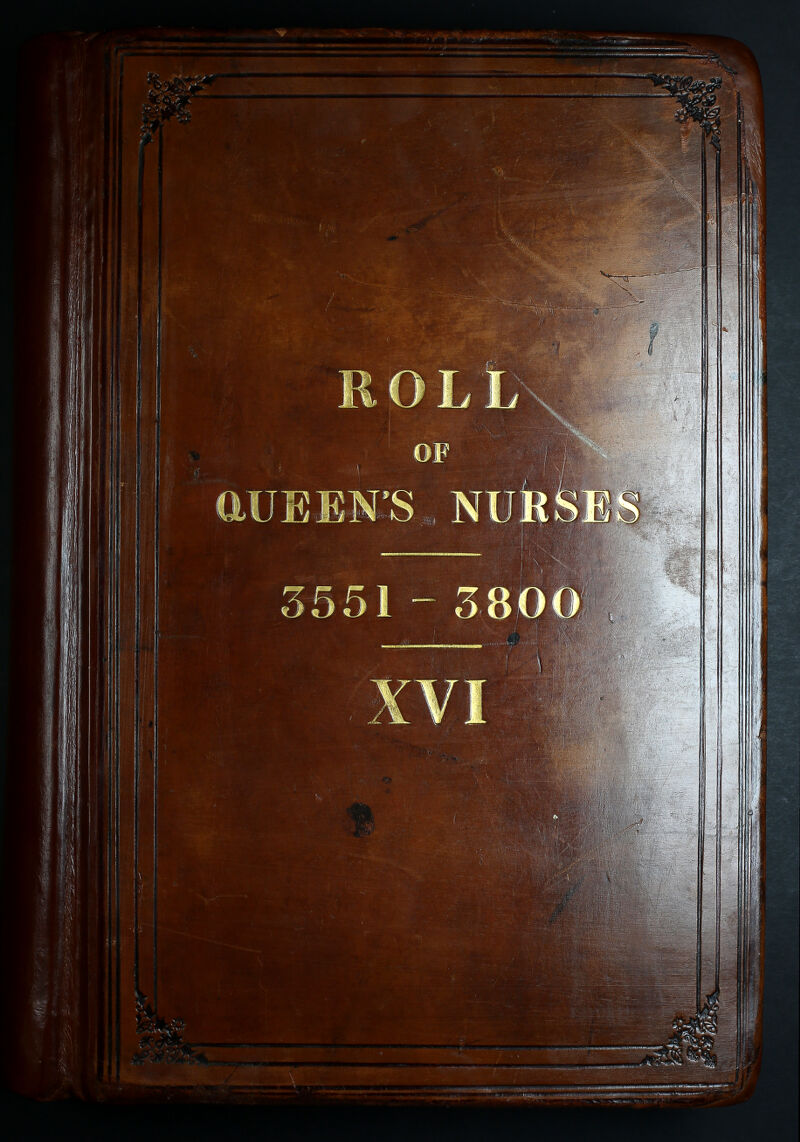 ROLL
OF
QUEEN'S NURSES
3551 – 3800
XVI